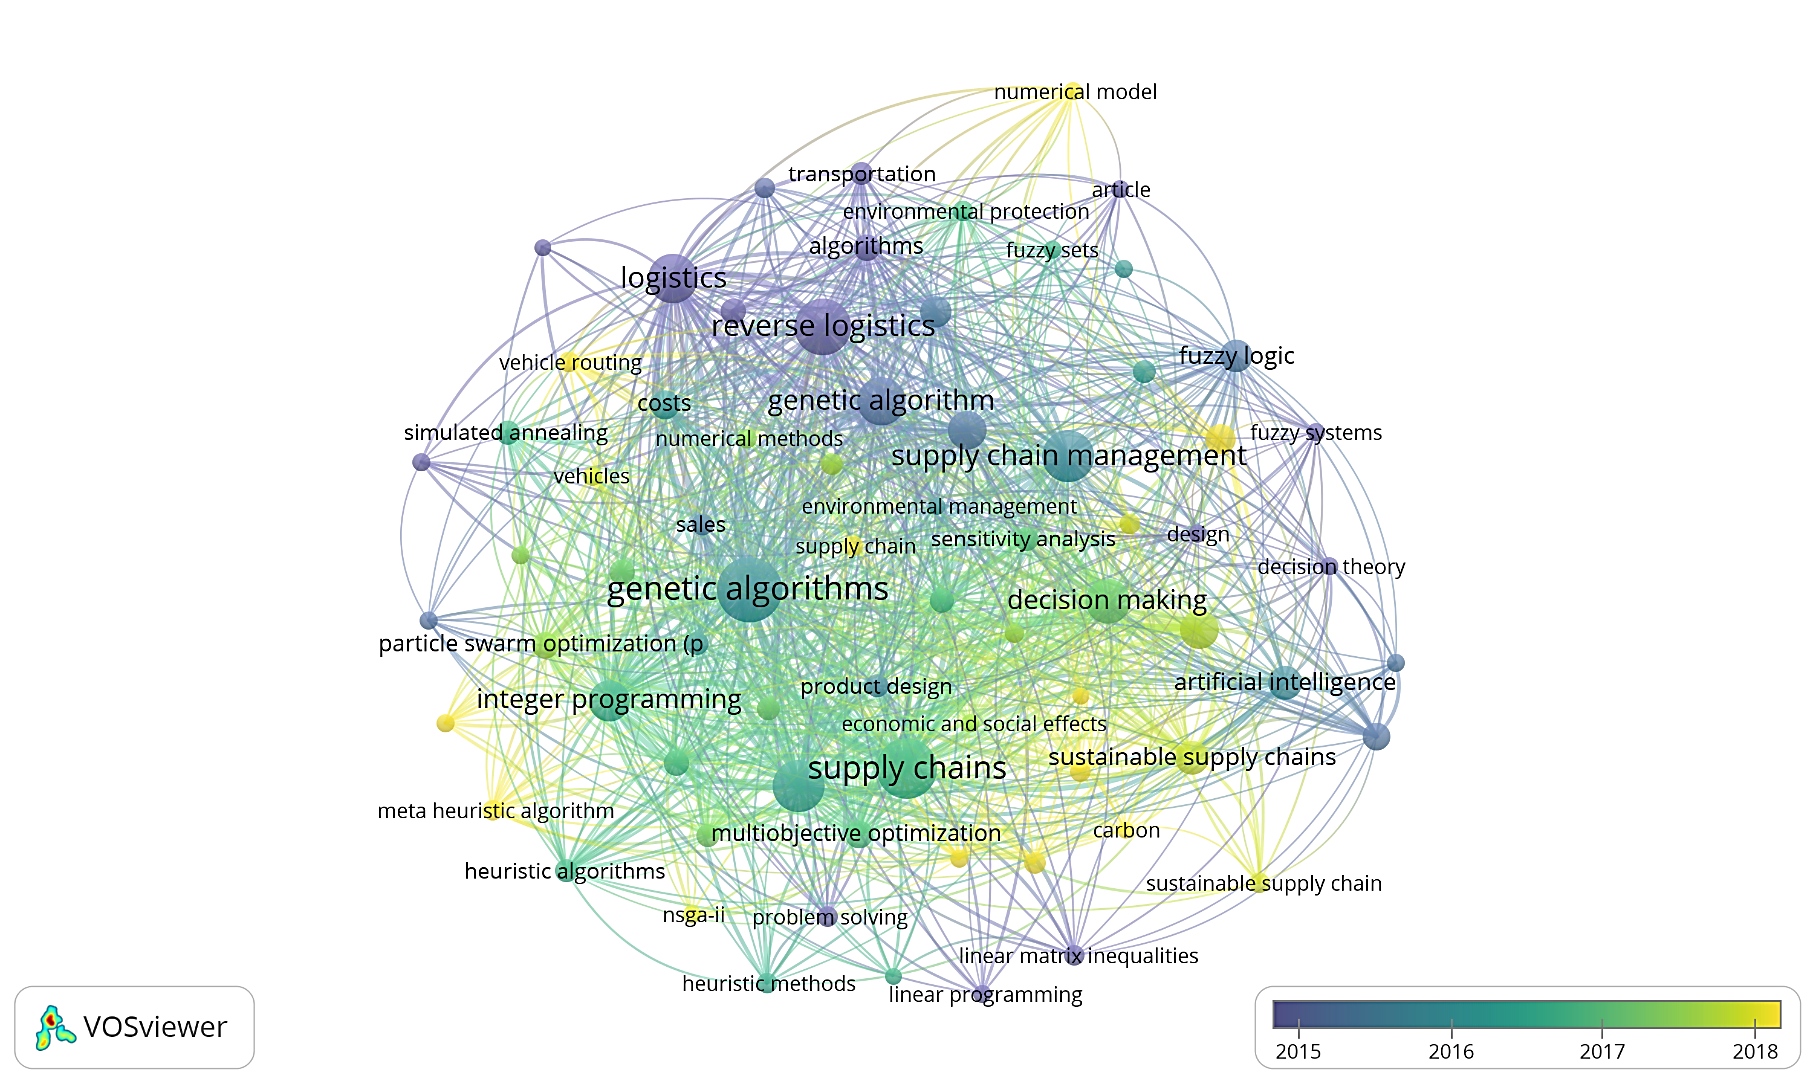 numerical model
transportation
article
environmental protection
algorithms
fuzzy sets
logistics
reverse logistics
fuzzy logic
vehicle routing
genetic algorithm
costs
simulated annealing
numerical methods
fuzzy systems
supply chain management
vehicles
environmental management
sales
design
sensitivity analysis
supply chain
decision theory
genetic algorithms
decision making
particle swarm optimization (p
artificial intelligence
product design
integer programming
economic and social effects
sustainable supply chains
supply chains
meta heuristic algorithm
carbon
multiobjective optimization
heuristic algorithms
sustainable supply chain
nsga-ii
problem solving
linear matrix inequalities
heuristic methods
linear programming
VOSviewer
2015
2016
2017
2018